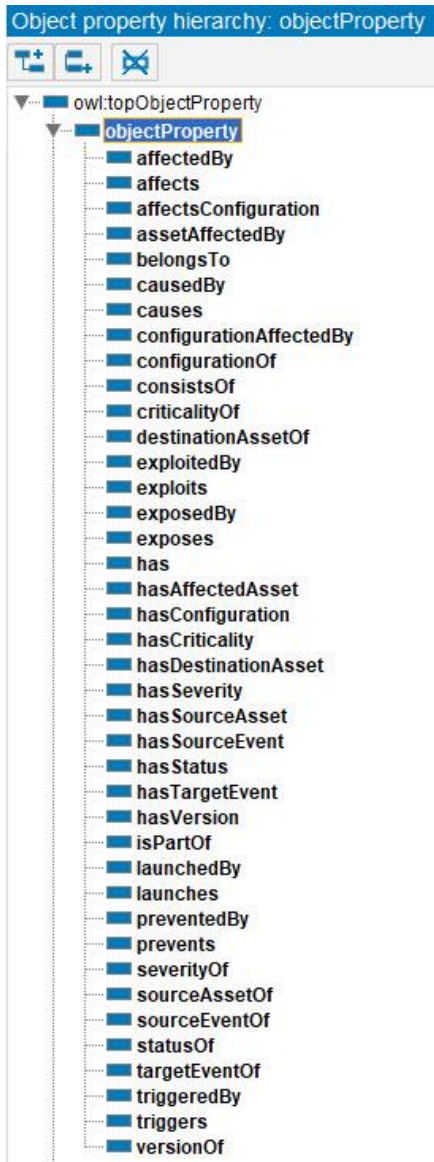 Object property hierarchy: objectProperty
owl:topObjectProperty
objectProperty
affectedBy
affects
affectsConfiguration
assetAffectedBy
belongsTo
causedBy
causes
configurationAffectedBy
configurationOf
consistsOf
criticalityOf
destinationAssetOf
exploitedBy
exploits
exposedBy
exposes
has
hasAffectedAsset
hasConfiguration
hasCriticality
hasDestinationAsset
hasSeverity
hasSourceAsset
hasSourceEvent
hasStatus
hasTargetEvent
hasVersion
isPartOf
launchedBy
launches
preventedBy
prevents
severityOf
sourceAssetOf
sourceEventOf
statusOf
targetEventOf
triggeredBy
triggers
versionOf